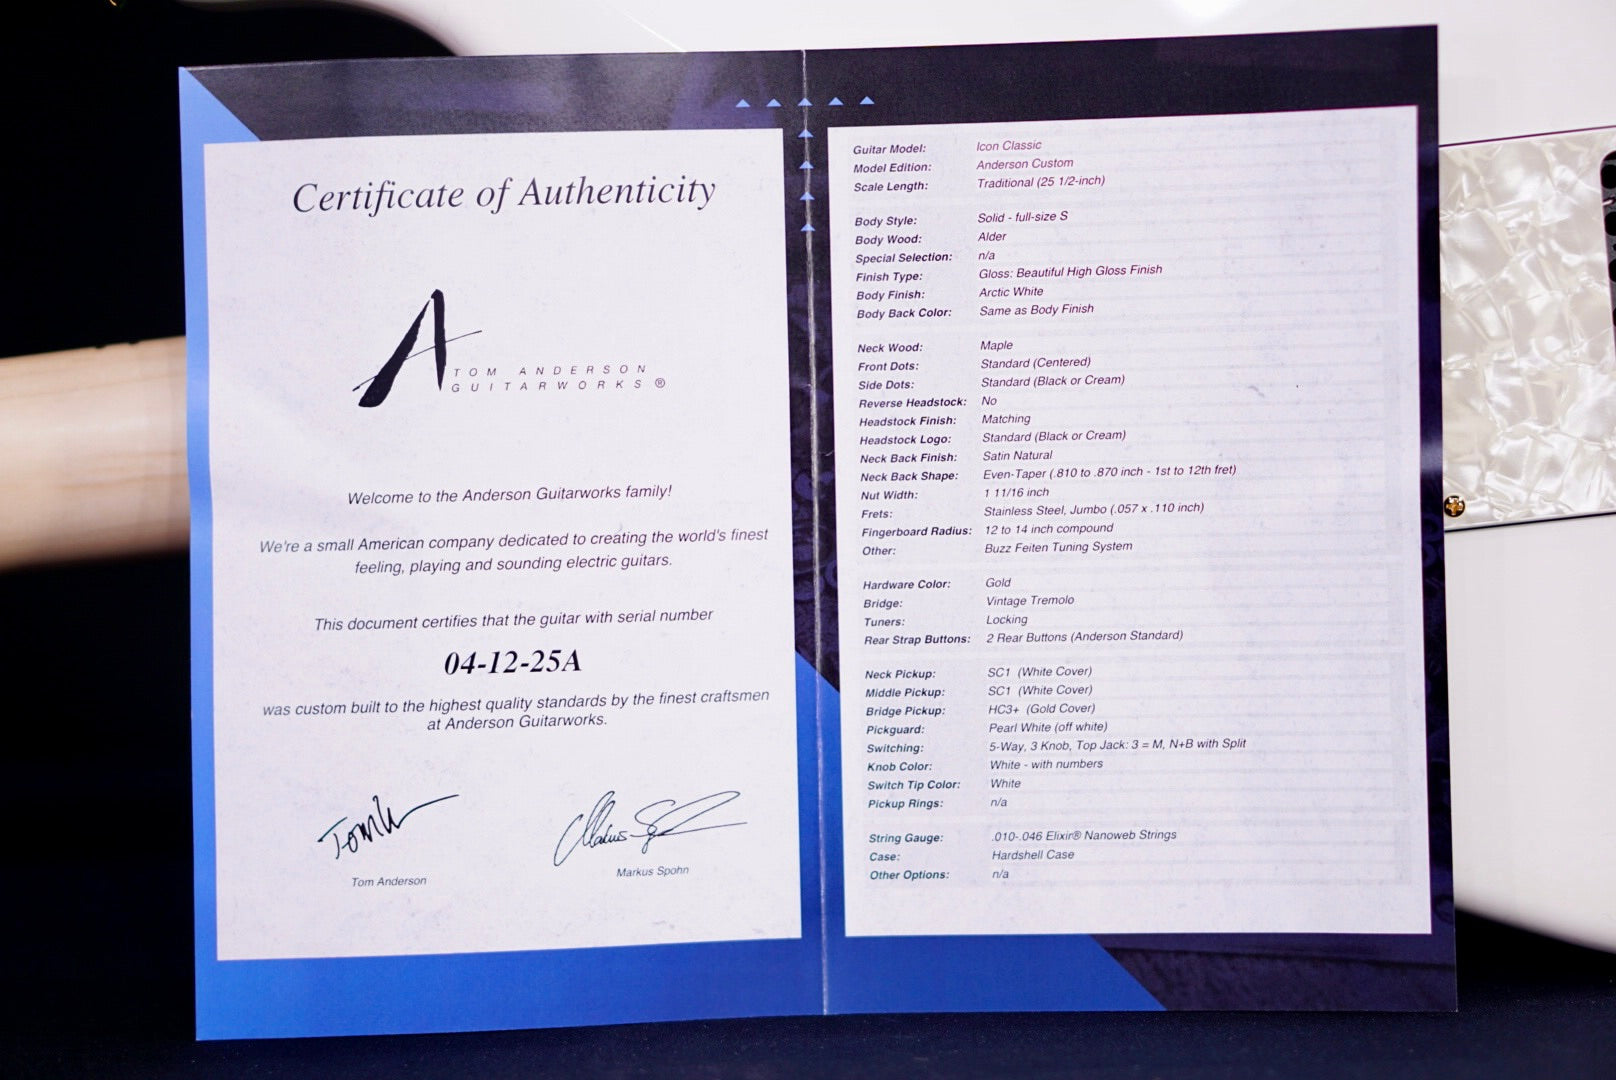 Certificate of Authenticity
A
TOM ANDERSON
GUITARWORKS ®
Welcome to the Anderson Guitarworks family!
We're a small American company dedicated to creating the world's finest
feeling, playing and sounding electric guitars.
This document certifies that the guitar with serial number
04-12-25A
was custom built to the highest quality standards by the finest craftsmen
at Anderson Guitarworks.
Tom Anderson
Markus Spohn
Guitar Model: Icon Classic
Model Edition: Anderson Custom
Scale Length: Traditional (25 1/2-inch)
Body Style: Solid - full-size S
Body Wood: Alder
Special Selection: n/a
Finish Type: Gloss: Beautiful High Gloss Finish
Body Finish: Arctic White
Body Back Color: Same as Body Finish
Neck Wood: Maple
Front Dots: Standard (Centered)
Side Dots: Standard (Black or Cream)
Reverse Headstock: No
Headstock Finish: Matching
Headstock Logo: Standard (Black or Cream)
Neck Back Finish: Satin Natural
Neck Back Shape: Even-Taper (.810 to .870 inch - 1st to 12th fret)
Nut Width: 1 11/16 inch
Frets: Stainless Steel, Jumbo (.057 x .110 inch)
Fingerboard Radius: 12 to 14 inch compound
Other: Buzz Feiten Tuning System
Hardware Color: Gold
Bridge: Vintage Tremolo
Tuners: Locking
Rear Strap Buttons: 2 Rear Buttons (Anderson Standard)
Neck Pickup: SC1 (White Cover)
Middle Pickup: SC1 (White Cover)
Bridge Pickup: HC3+ (Gold Cover)
Pickguard: Pearl White (off white)
Switching: 5-Way, 3 Knob, Top Jack: 3 = M, N+B with Split
Knob Color: White - with numbers
Switch Tip Color: White
Pickup Rings: n/a
String Gauge: .010-.046 Elixir® Nanoweb Strings
Case: Hardshell Case
Other Options: n/a